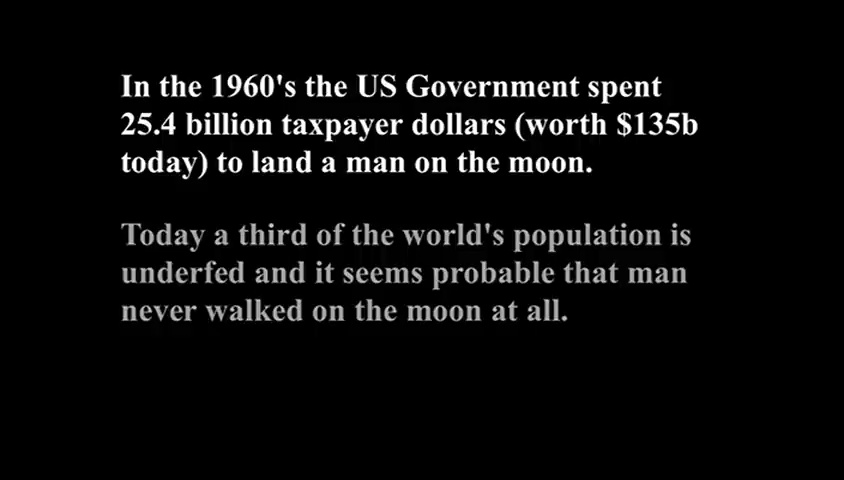 In the 1960's the US Government spent
25.4 billion taxpayer dollars (worth $135b
today) to land a man on the moon.
Today a third of the world's population is
underfed and it seems probable that man
never walked on the moon at all.